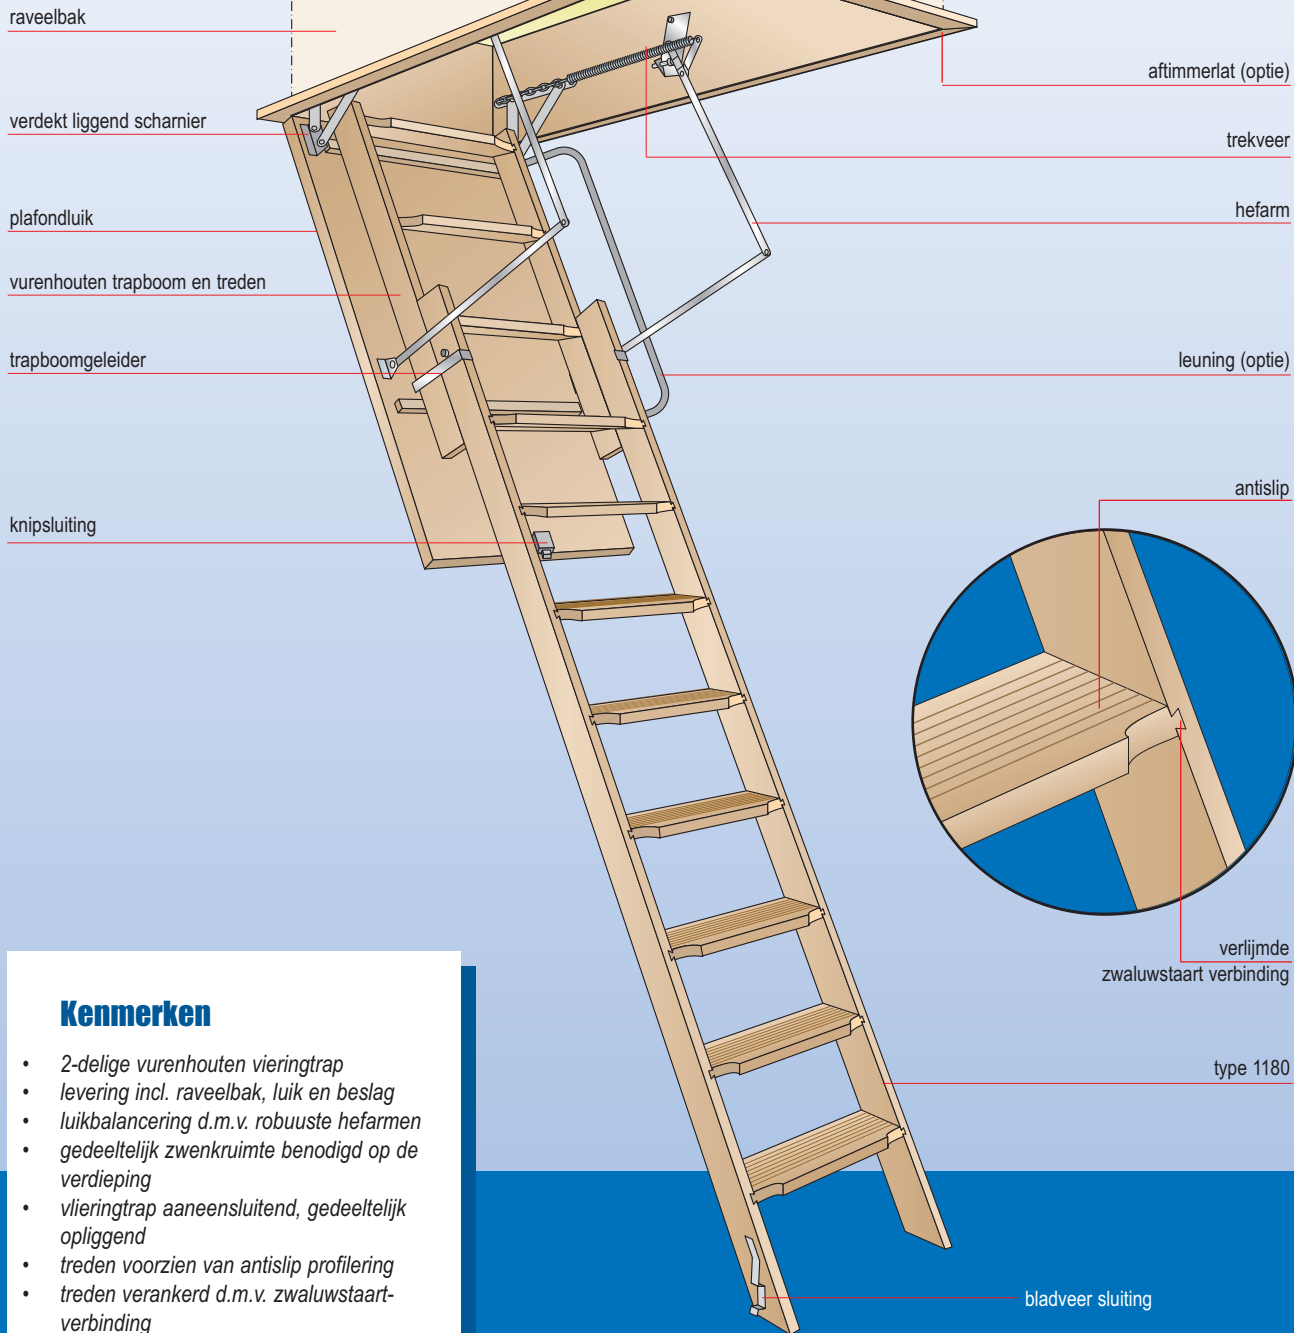 raveelbak
verdekt liggend scharnier
plafondluik
vurenhouten trapboom en treden
trapboomgeleider
knipsluiting
aftimmerlat (optie)
trekveer
hefarm
leuning (optie)
antislip
verlijmde
zwaluwstaart verbinding
type 1180
bladveer sluiting
Kenmerken
• 2-delige vurenhouten vieringtrap
• levering incl. raveelbak, luik en beslag
• luikbalancering d.m.v. robuuste hefarmen
• gedeeltelijk zwenkruimte benodigd op de
verdieping
• vlieringtrap aaneensluitend, gedeeltelijk
opliggend
• treden voorzien van antislip profilering
• treden verankerd d.m.v. zwaluwstaart-
verbinding